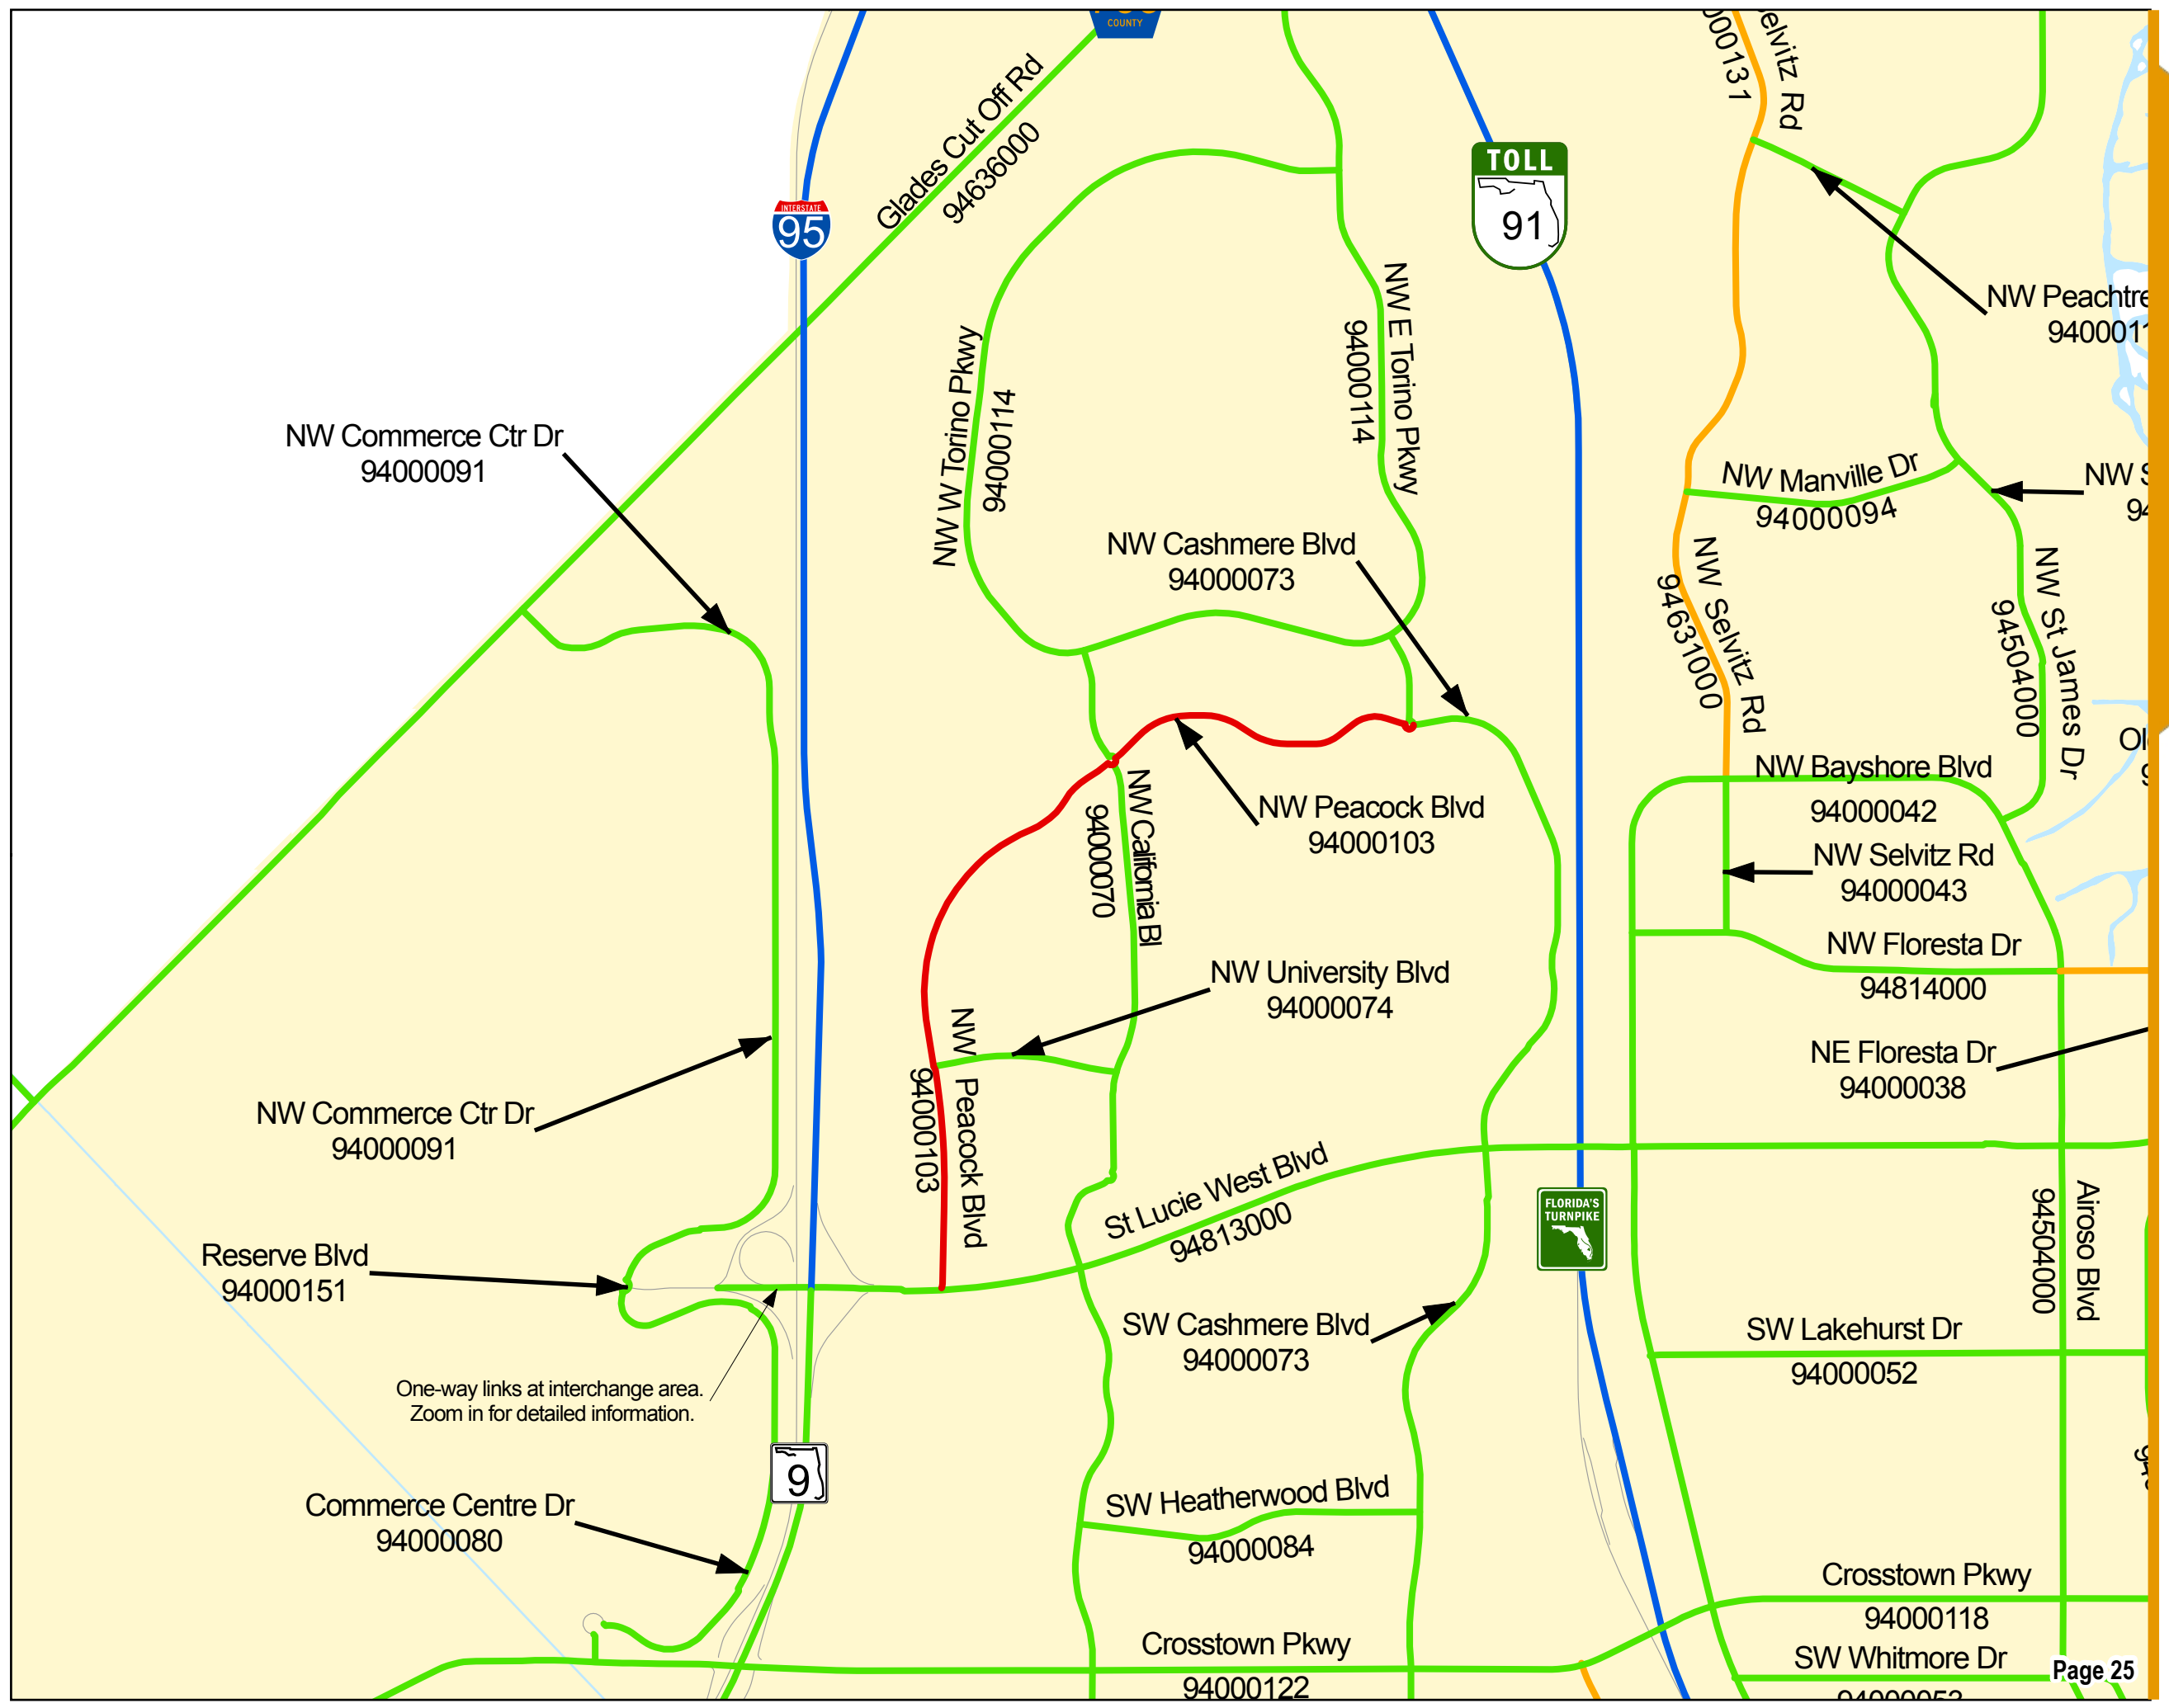 COUNTY
Glades Cut Off Rd
94636000
INTERSTATE
95
TOLL
91
Selvitz Rd
NW Peachtre
NW E Torino Pkwy
94000114
NW W Torino Pkwy
94000114
NW Commerce Ctr Dr
94000091
NW Manville Dr
94000094
NW Cashmere Blvd
94000073
NW Selvitz Rd
94631000
NW St James Dr
94504000
NW Bayshore Blvd
94000042
NW Peacock Blvd
94000103
NW California Bl
94000070
NW Selvitz Rd
94000043
NW Floresta Dr
94814000
NW University Blvd
94000074
NE Floresta Dr
94000038
NW Peacock Blvd
94000103
NW Commerce Ctr Dr
94000091
St Lucie West Blvd
94813000
FLORIDA'S
TURNPIKE
Airoso Blvd
94504000
Reserve Blvd
94000151
SW Cashmere Blvd
94000073
SW Lakehurst Dr
94000052
One-way links at interchange area.
Zoom in for detailed information.
9
SW Heatherwood Blvd
94000084
Commerce Centre Dr
94000080
Crosstown Pkwy
94000118
Crosstown Pkwy
94000122
SW Whitmore Dr
Page 25